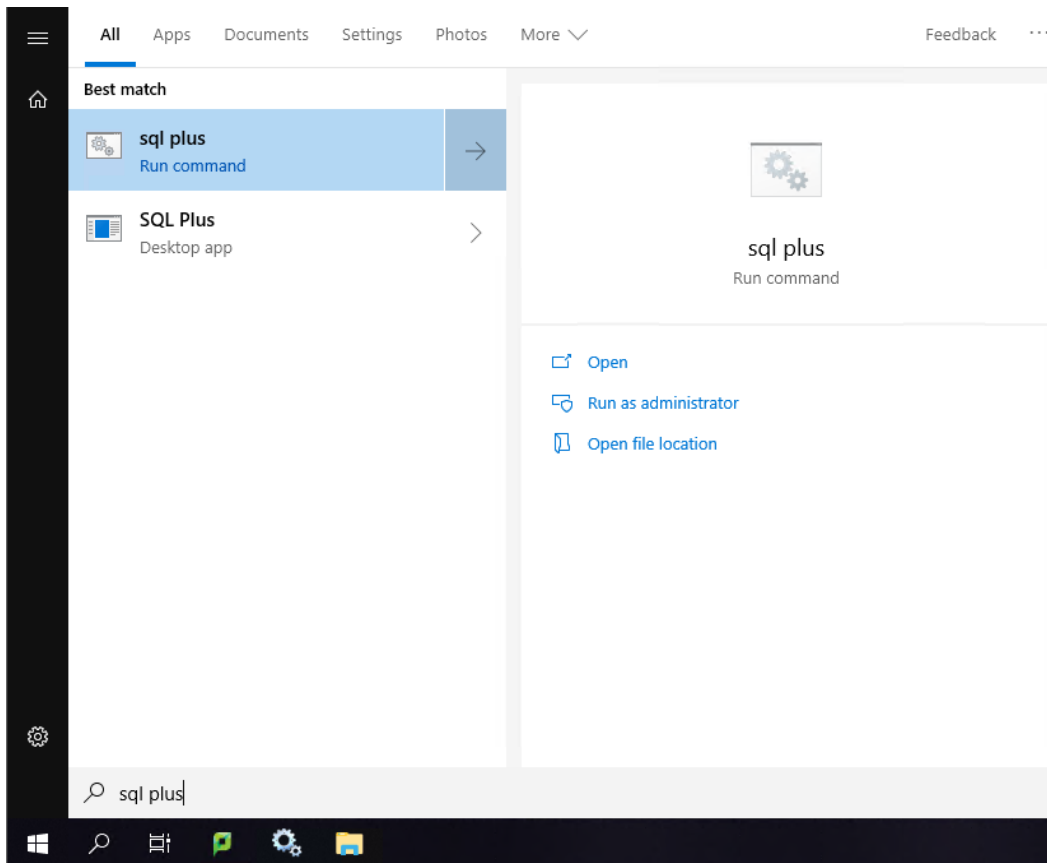 All Apps Documents Settings Photos More Feedback ...
Best match
sql plus
Run command
SQL Plus
Desktop app
sql plus
Run command
Open
Run as administrator
Open file location
sql plus